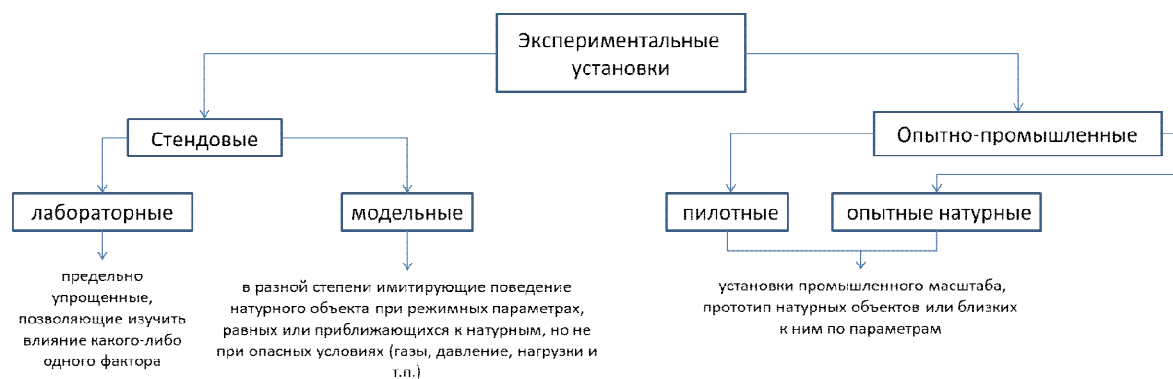 Экспериментальные
установки
Стендовые
Опытно-промышленные
лабораторные
модельные
пилотные
опытные натурные
предельно
упрощенные,
позволяющие изучить
влияние какого-либо
одного фактора
в разной степени имитирующие поведение
натурного объекта при режимных параметрах,
равных или приближающихся к натурным, но не
при опасных условиях (газы, давление, нагрузки и
т.п.)
установки промышленного масштаба,
прототип натурных объектов или близких
к ним по параметрам